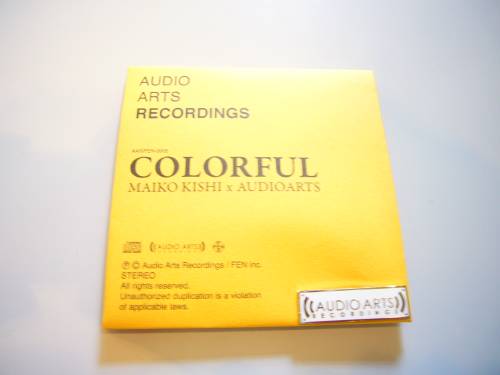 AUDIO
ARTS
RECORDINGS
COLORFUL
MAIKO KISHI x AUDIOARTS
((AUDIO ARTS))
℗ © Audio Arts Recordings / FEN inc.
STEREO
All rights reserved.
Unauthorized duplication is a violation
of applicable laws.
((AUDIO ARTS))
RECORDINGS